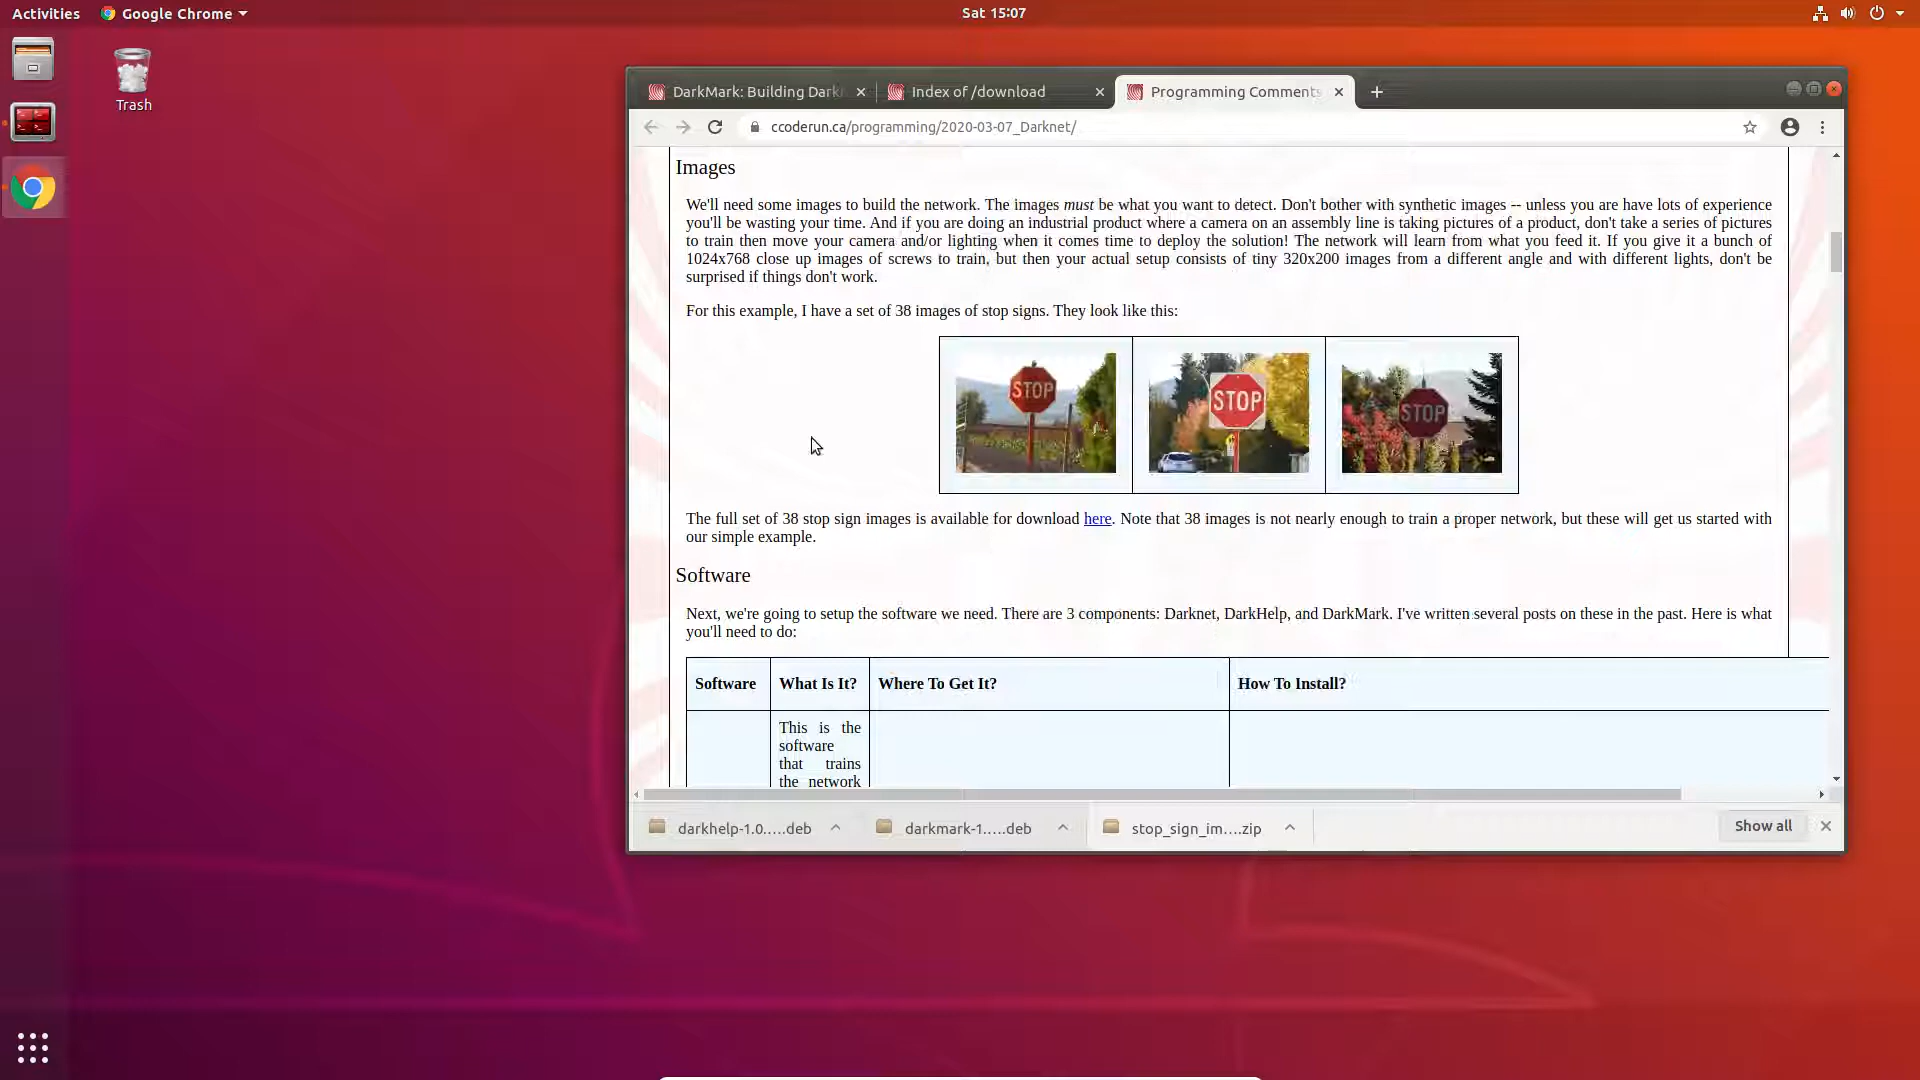 Activities
Google Chrome
Sat 15:07
Trash
DarkMark: Building Dark
Index of /download
Programming Comments
ccoderun.ca/programming/2020-03-07_Darknet/
Images
We'll need some images to build the network. The images must be what you want to detect. Don't bother with synthetic images -- unless you are have lots of experience
you'll be wasting your time. And if you are doing an industrial product where a camera on an assembly line is taking pictures of a product, don't take a series of pictures
to train then move your camera and/or lighting when it comes time to deploy the solution! The network will learn from what you feed it. If you give it a bunch of
1024x768 close up images of screws to train, but then your actual setup consists of tiny 320x200 images from a different angle and with different lights, don't be
surprised if things don't work.
For this example, I have a set of 38 images of stop signs. They look like this:
STOP
STOP
STOP
The full set of 38 stop sign images is available for download here. Note that 38 images is not nearly enough to train a proper network, but these will get us started with
our simple example.
Software
Next, we're going to setup the software we need. There are 3 components: Darknet, DarkHelp, and DarkMark. I've written several posts on these in the past. Here is what
you'll need to do:
Software What Is It? Where To Get It? How To Install?
This is the
software
that trains
the network
darkhelp-1.0.....deb
darkmark-1.....deb
stop_sign_im....zip
Show all